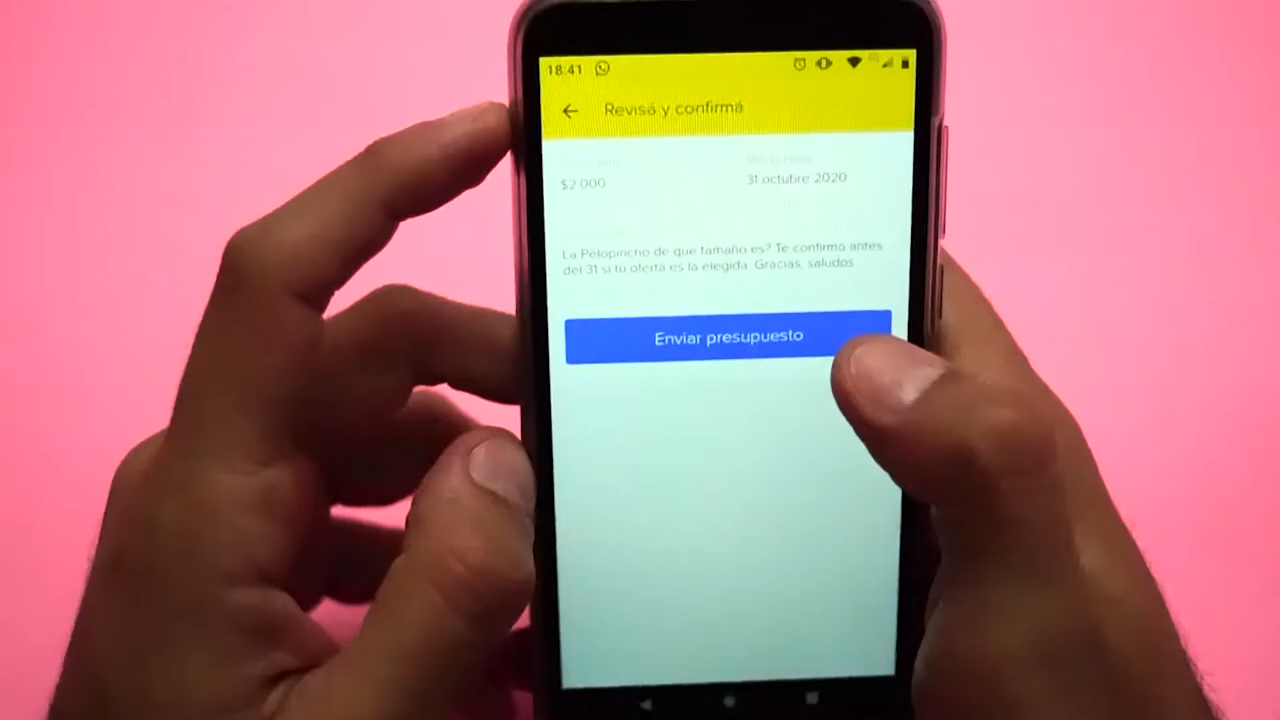 18:41
Revisá y confirmá
$2 000
31 octubre 2020
La Pelopincho de que tamaño es? Te confirmo antes
del 31 si tu oferta es la elegida. Gracias, saludos
Enviar presupuesto